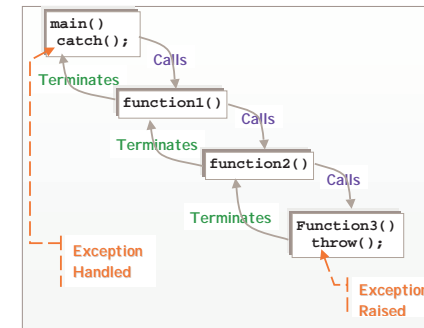 main()
catch();
Calls
Terminates
function1()
Calls
Terminates
function2()
Calls
Terminates
Function3()
throw();
Exception
Handled
Exception
Raised